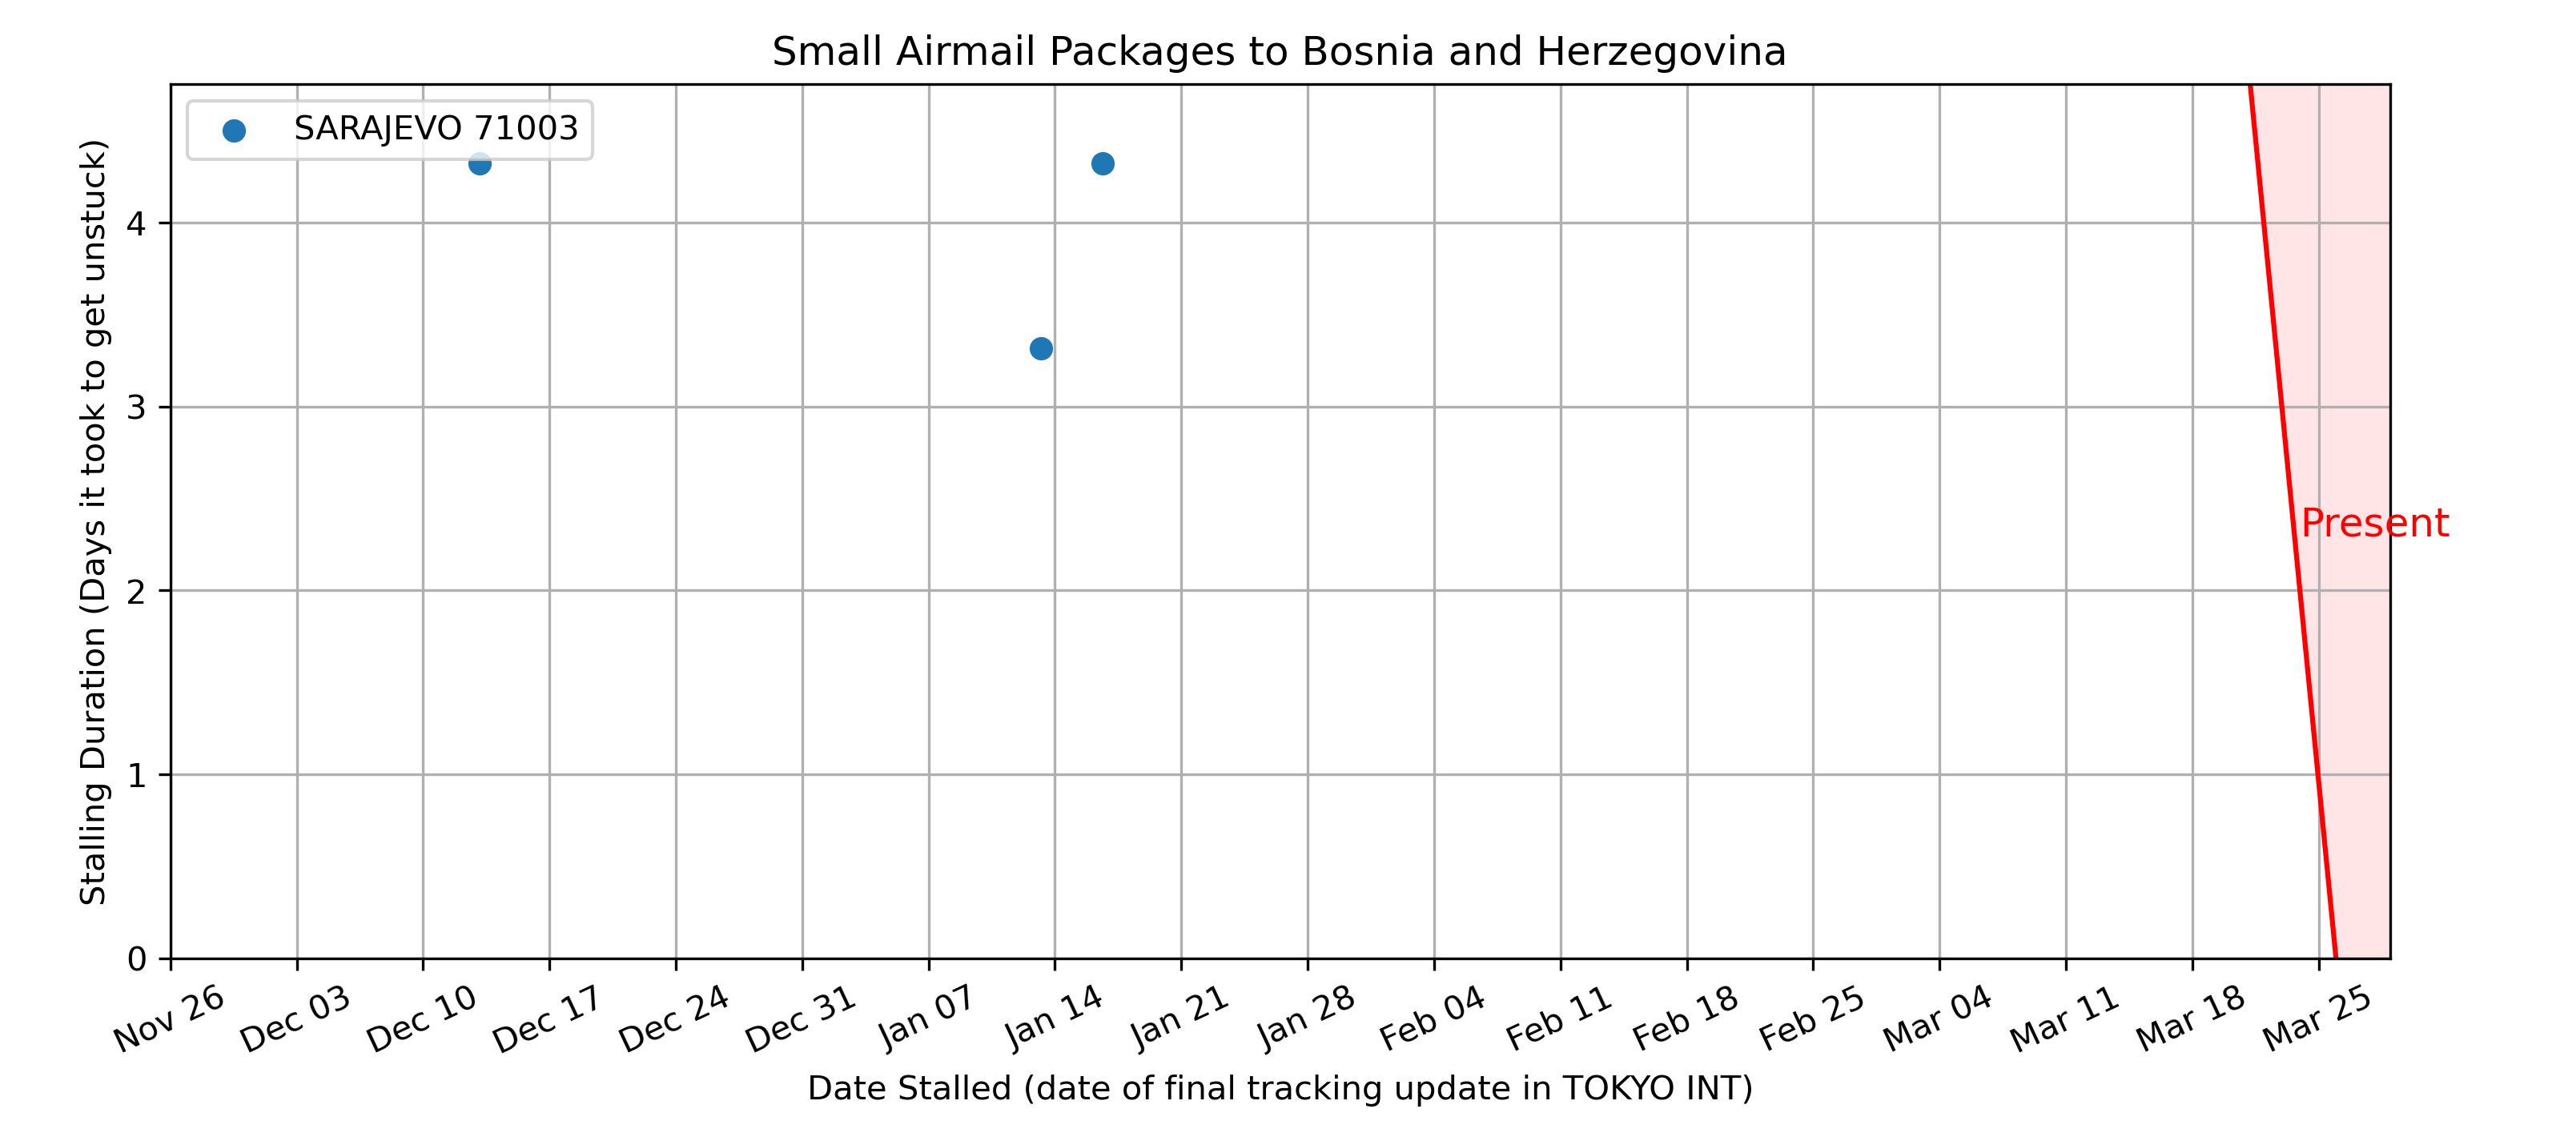 Small Airmail Packages to Bosnia and Herzegovina
SARAJEVO 71003
Stalling Duration (Days it took to get unstuck)
4
3
2
1
0
Present
Nov 26
Dec 03
Dec 10
Dec 17
Dec 24
Dec 31
Jan 07
Jan 14
Jan 21
Jan 28
Feb 04
Feb 11
Feb 18
Feb 25
Mar 04
Mar 11
Mar 18
Mar 25
Date Stalled (date of final tracking update in TOKYO INT)